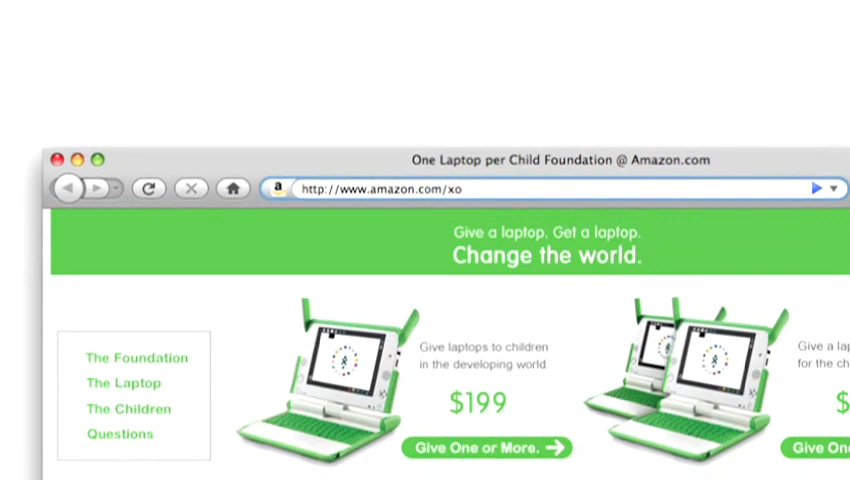 One Laptop per Child Foundation @ Amazon.com
a http://www.amazon.com/xo
Give a laptop. Get a laptop.
Change the world.
The Foundation
The Laptop
The Children
Questions
Give laptops to children
in the developing world
$199
Give One or More.
Give a lap
for the ch
$
Give On